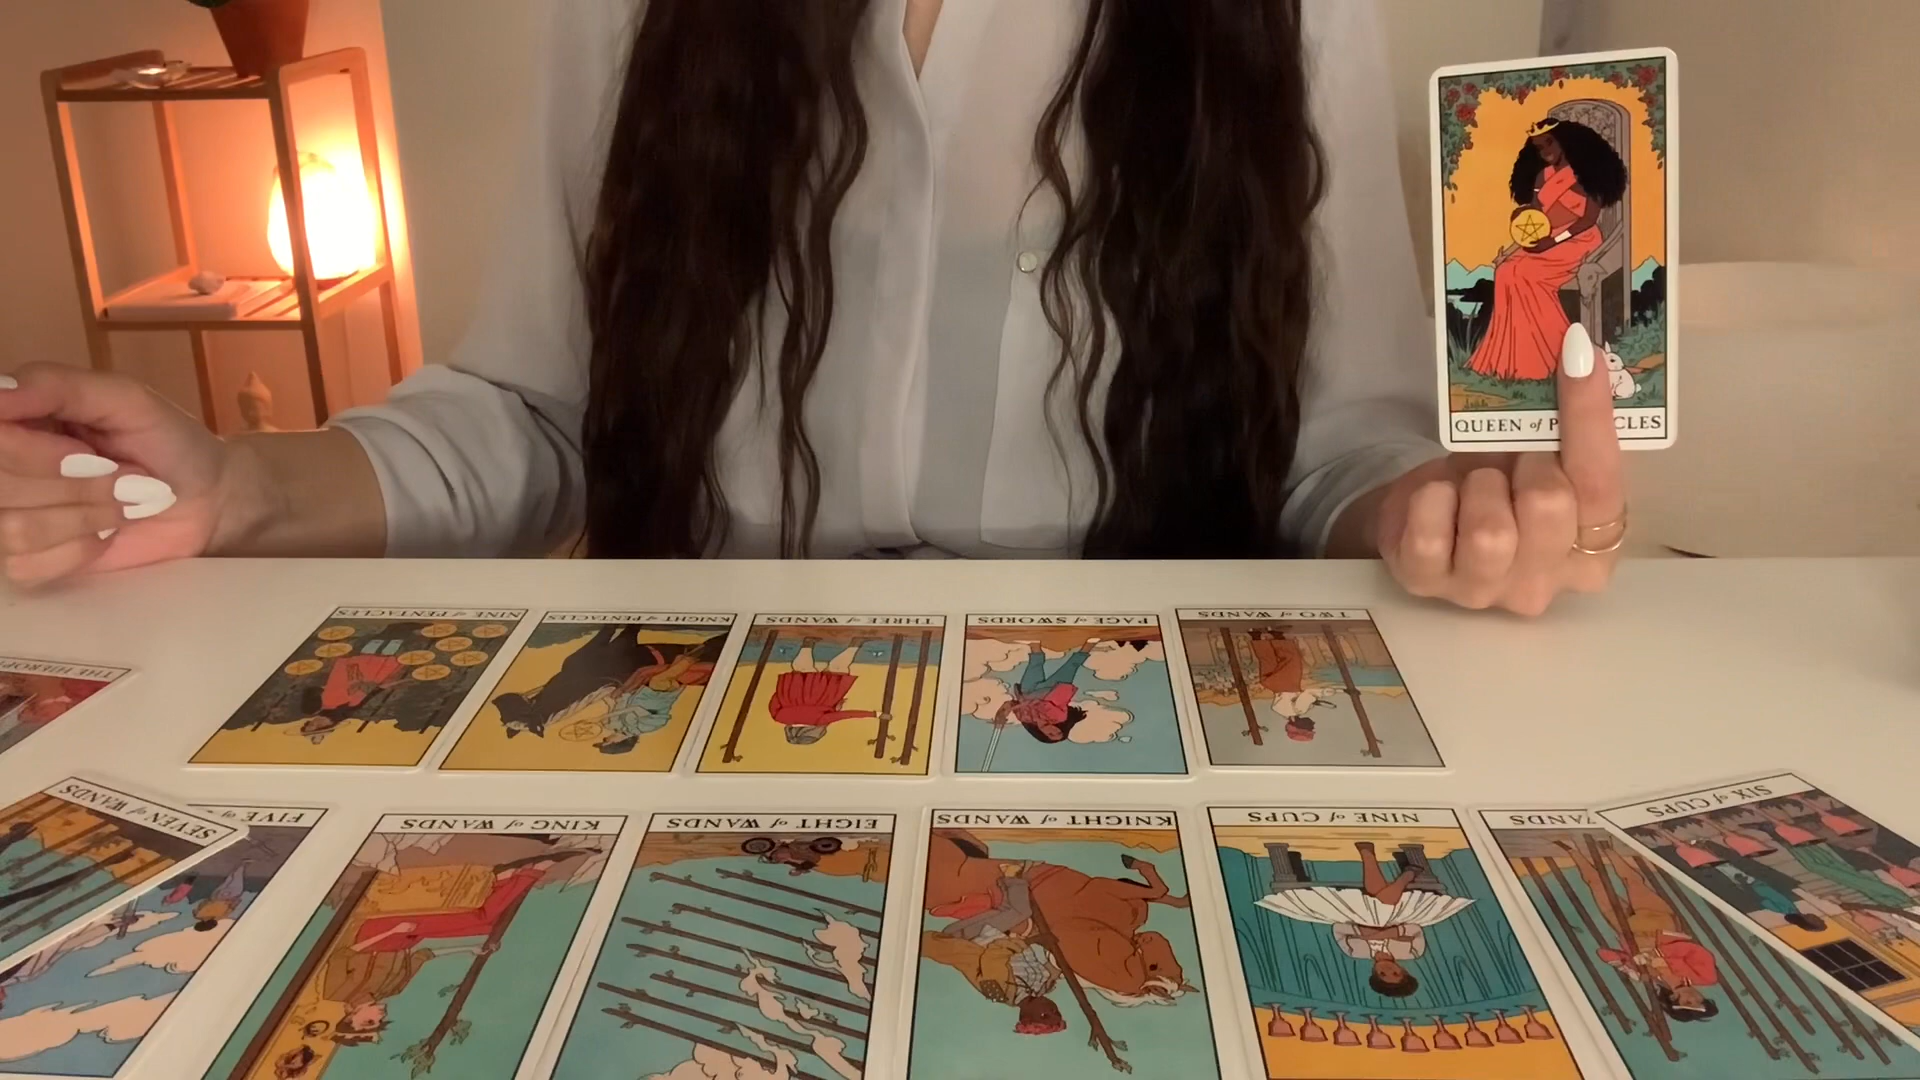 QUEEN of P CLES
NINE of PENTACLES
KNIGHT of PENTACLES
THREE of WANDS
PAGE of SWORDS
TWO of WANDS
THE HIEROP
SEVEN of WANDS
FIVE of
KING of WANDS
EIGHT of WANDS
KNIGHT of WANDS
NINE of CUPS
ANDS
SIX of CUPS